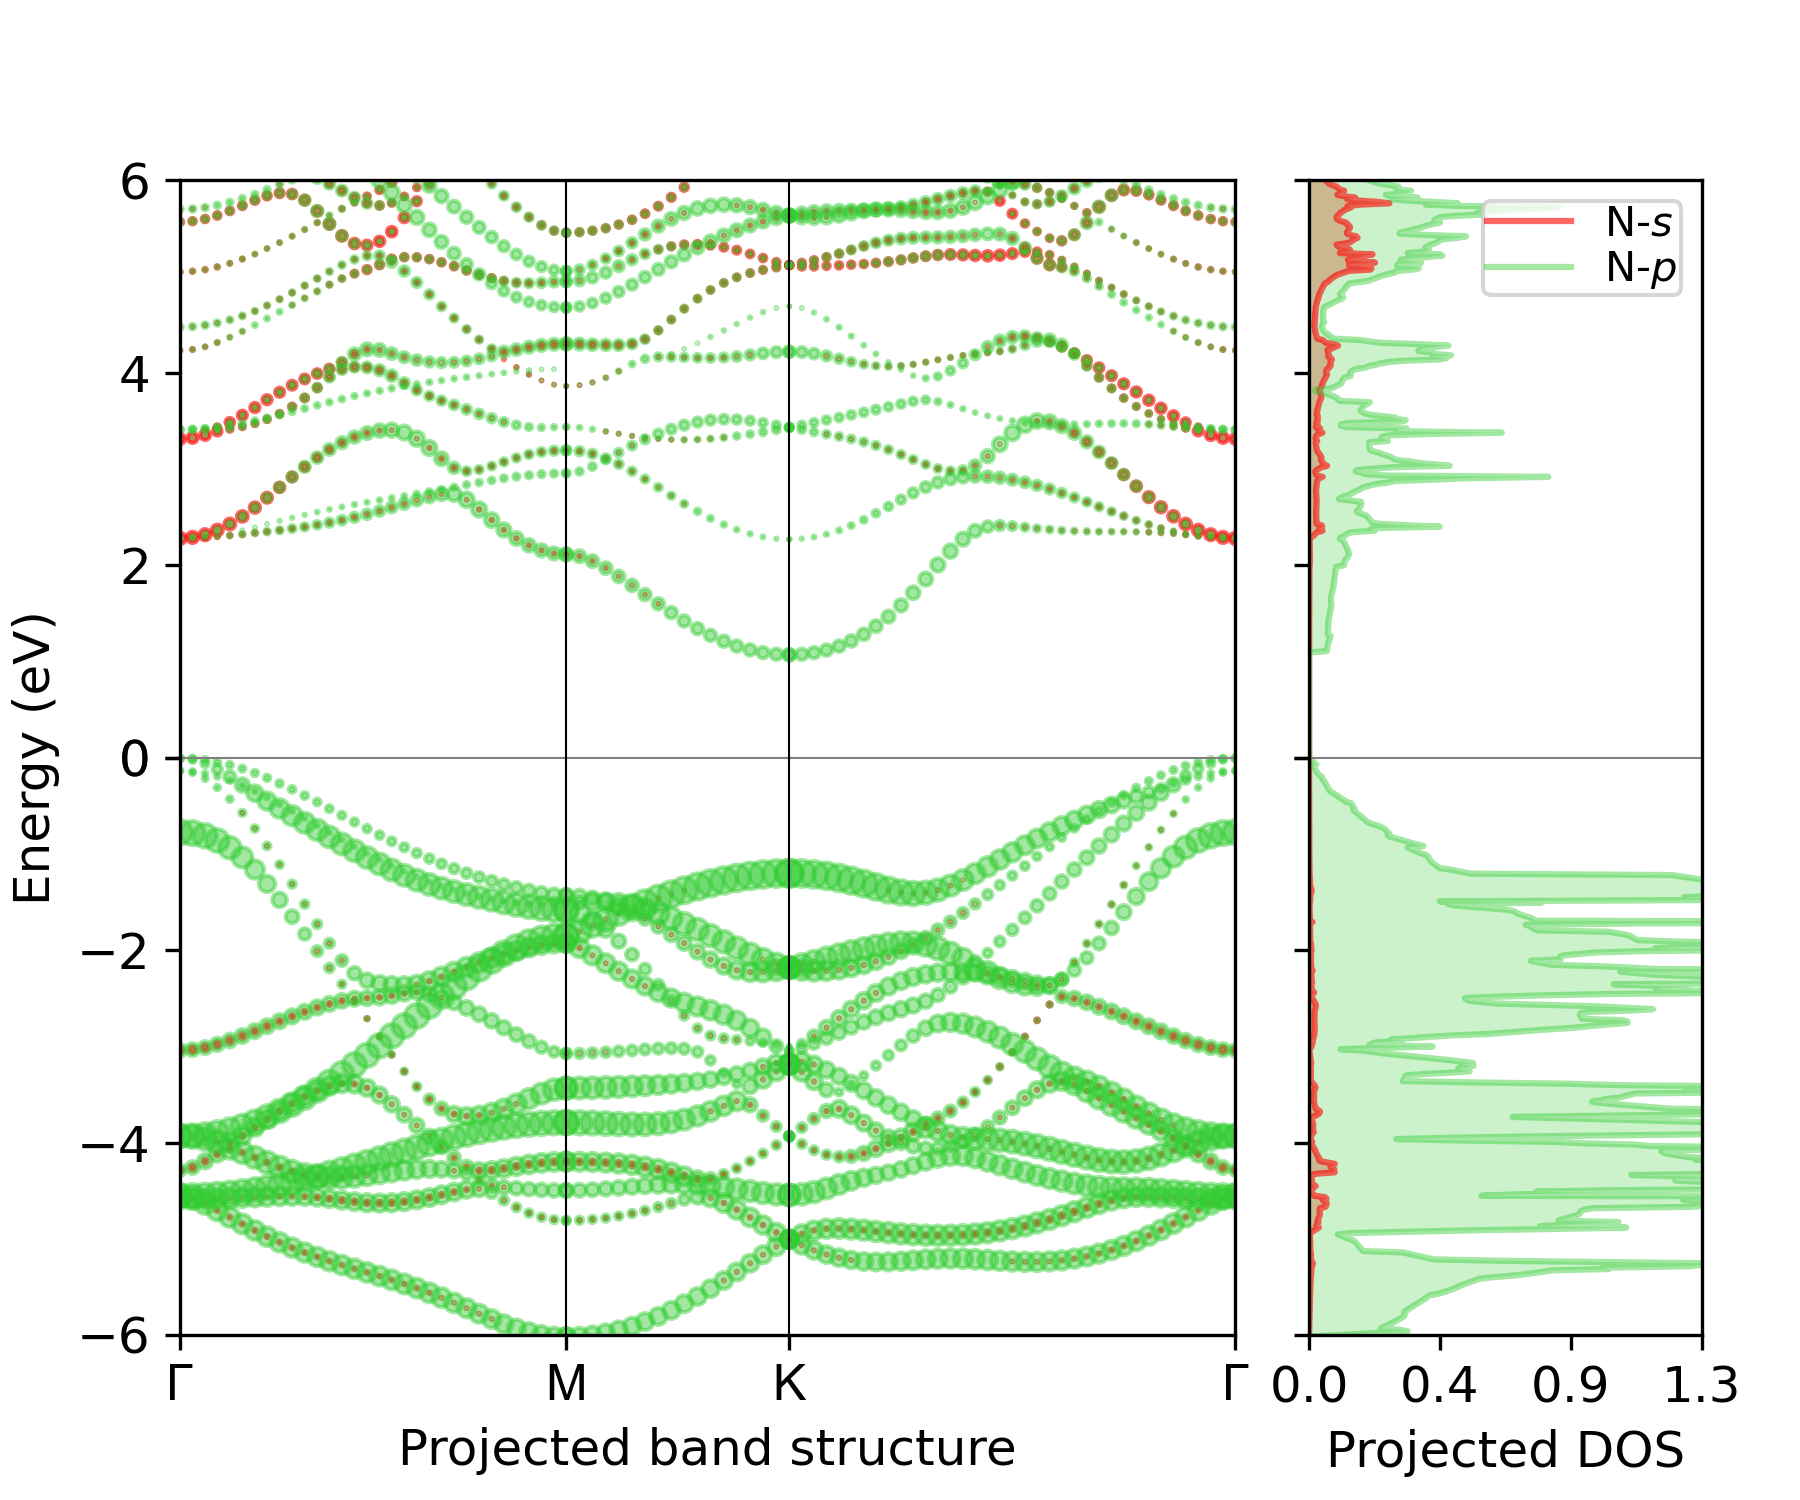 Energy (eV)
6
4
2
0
−2
−4
−6
Γ M K Γ
Projected band structure
N-s
N-p
0.0 0.4 0.9 1.3
Projected DOS